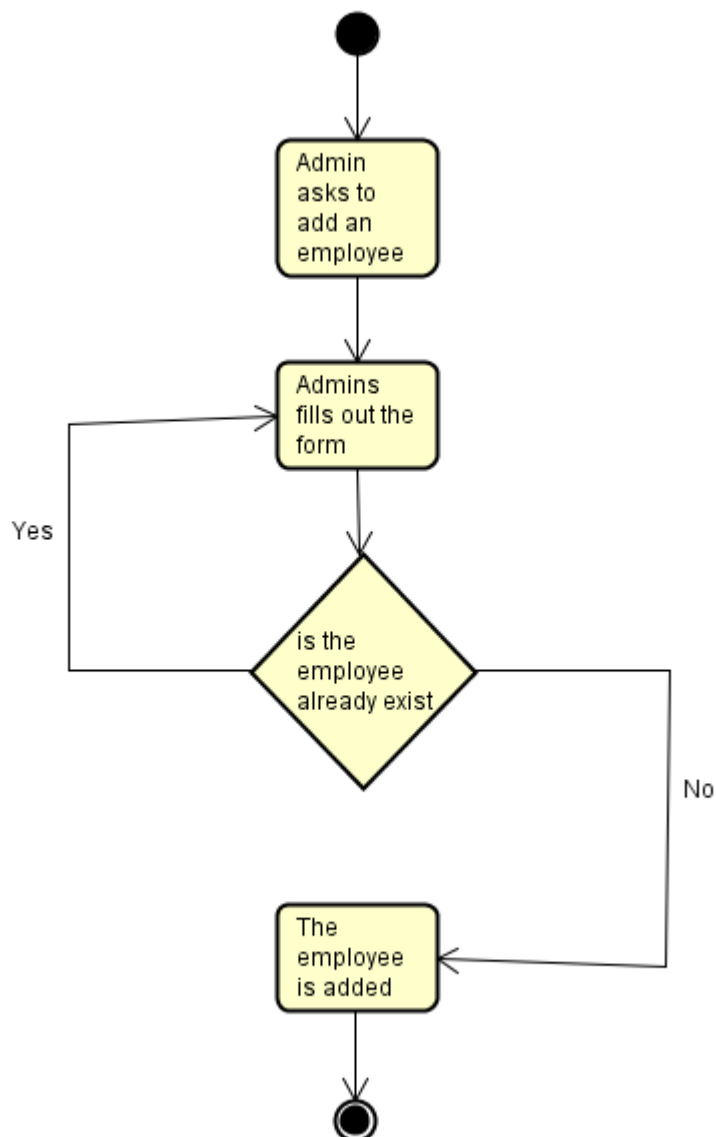 Admin
asks to
add an
employee
Admins
fills out the
form
Yes
is the
employee
already exist
No
The
employee
is added